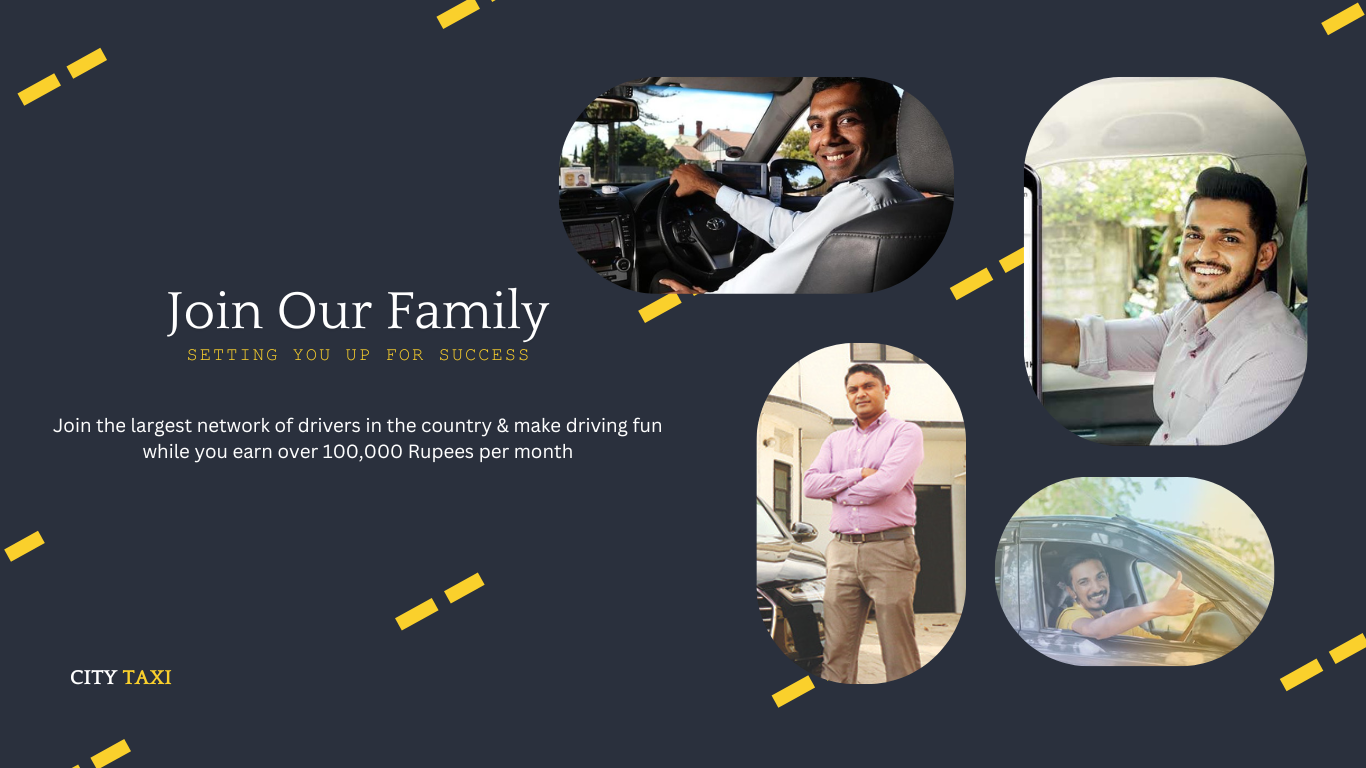 Join Our Family
SETTING YOU UP FOR SUCCESS
Join the largest network of drivers in the country & make driving fun
while you earn over 100,000 Rupees per month
CITY TAXI